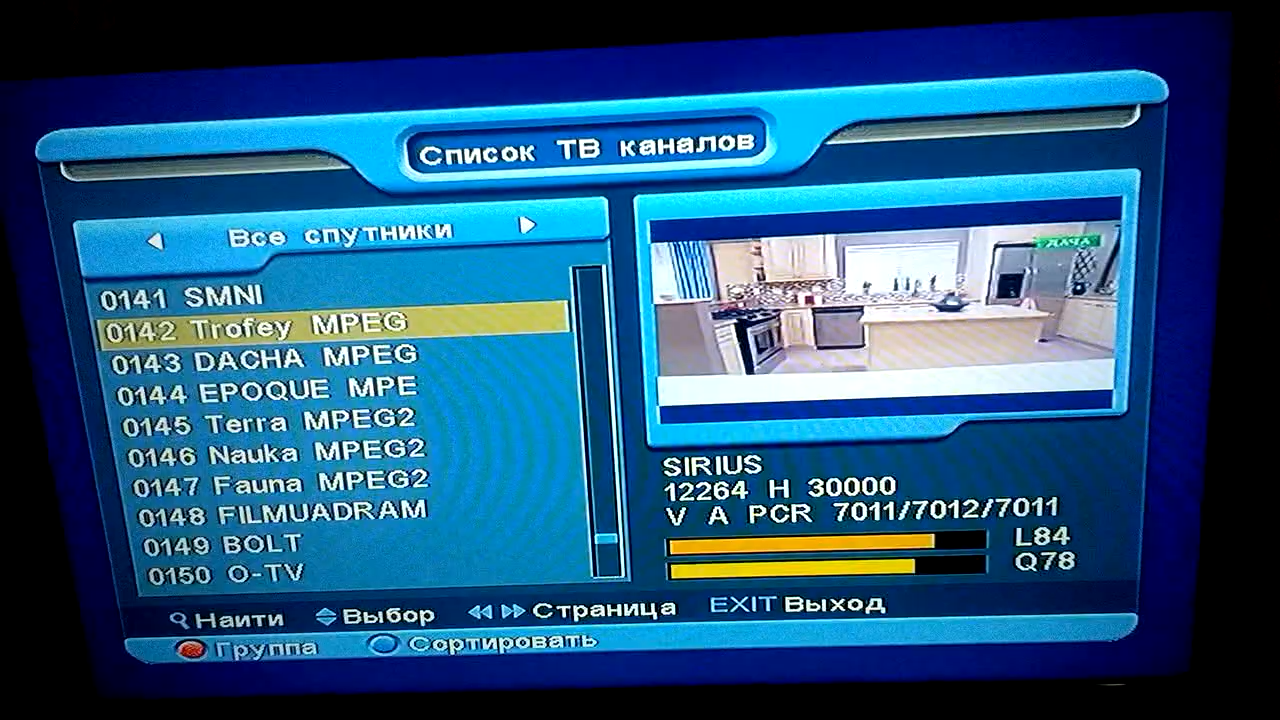 Список ТВ каналов
Все спутники
0141 SMNI
0142 Trofey MPEG
0143 DACHA MPEG
0144 EPOQUE MPE
0145 Terra MPEG2
0146 Nauka MPEG2
0147 Fauna MPEG2
0148 FILMUADRAM
0149 BOLT
0150 O-TV
ДАЧА
SIRIUS
12264 H 30000
V A PCR 7011/7012/7011
L84
Q78
Найти Выбор Страница EXIT Выход
Группа Сортировать